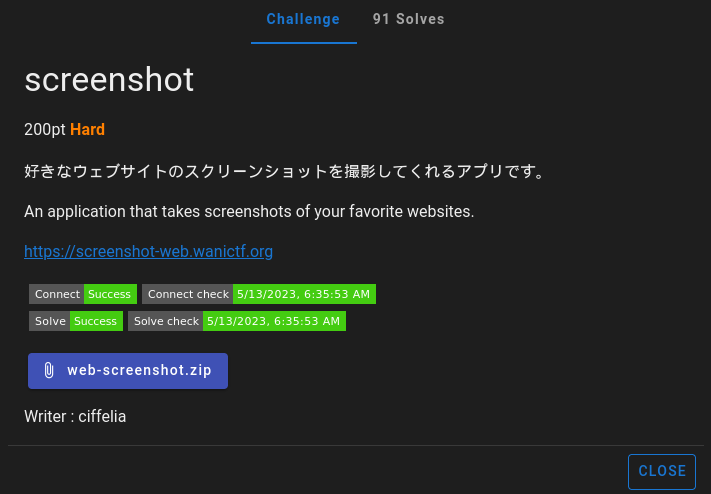 Challenge 91 Solves
screenshot
200pt Hard
好きなウェブサイトのスクリーンショットを撮影してくれるアプリです。
An application that takes screenshots of your favorite websites.
https://screenshot-web.wanictf.org
Connect Success Connect check 5/13/2023, 6:35:53 AM
Solve Success Solve check 5/13/2023, 6:35:53 AM
web-screenshot.zip
Writer : ciffelia
CLOSE